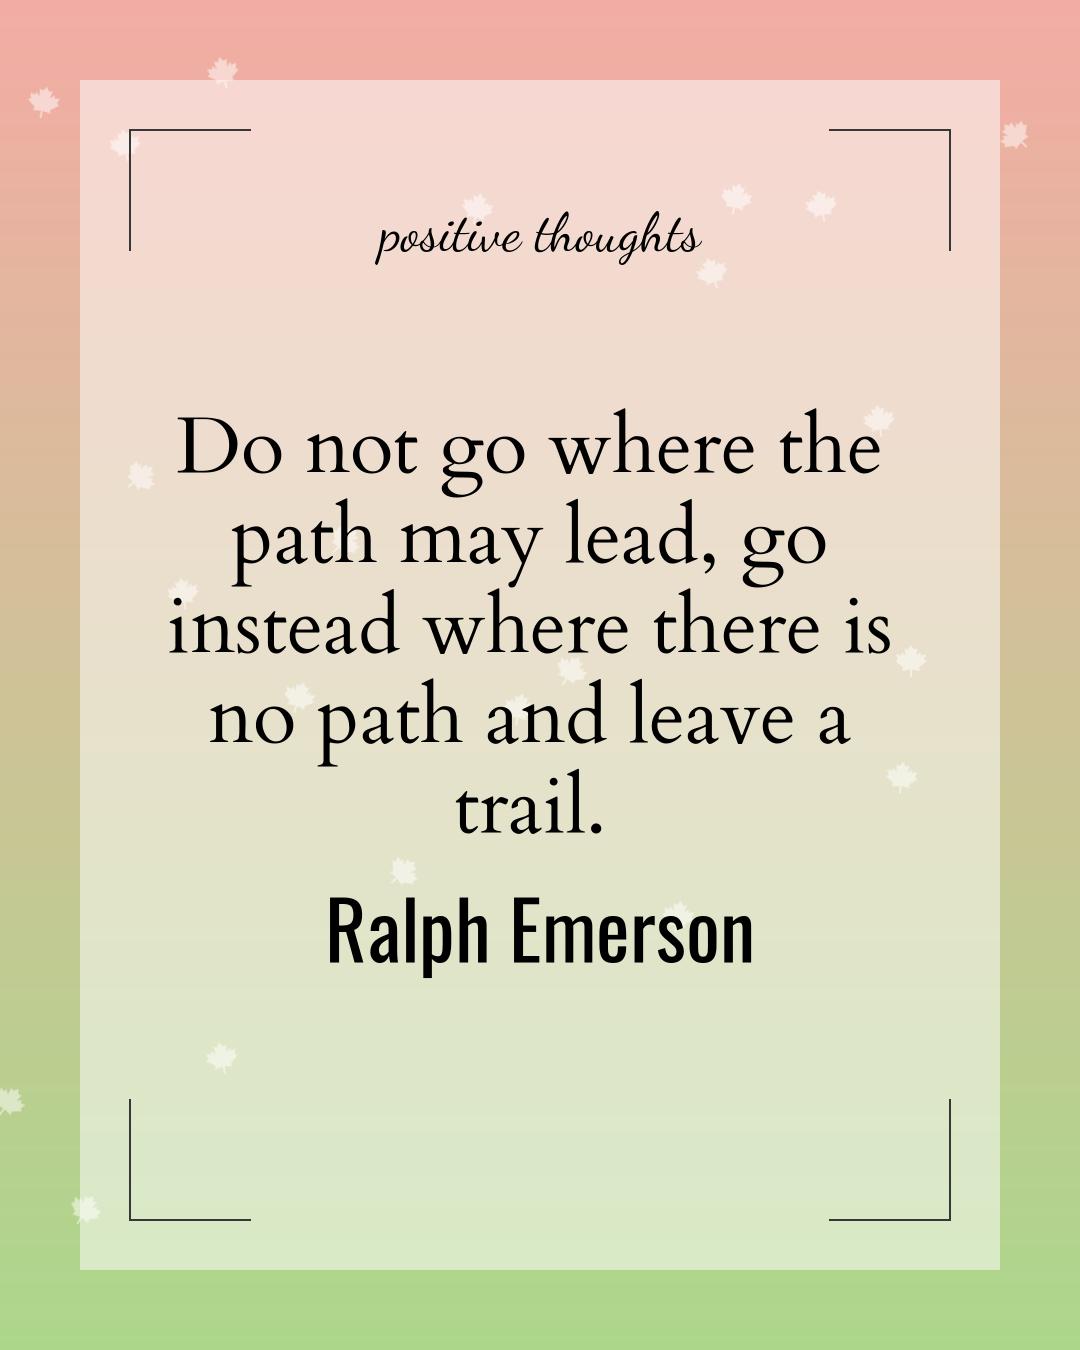 positive thoughts
Do not go where the
path may lead, go
instead where there is
no path and leave a
trail.
Ralph Emerson